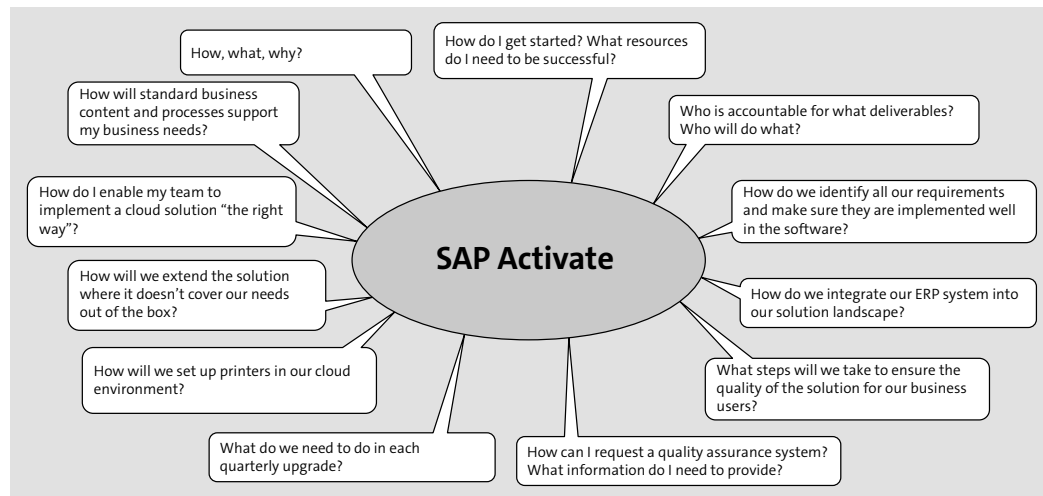 How, what, why?
How do I get started? What resources
do I need to be successful?
How will standard business
content and processes support
my business needs?
Who is accountable for what deliverables?
Who will do what?
How do I enable my team to
implement a cloud solution “the right
way”?
How do we identify all our requirements
and make sure they are implemented well
in the software?
SAP Activate
How will we extend the solution
where it doesn’t cover our needs
out of the box?
How do we integrate our ERP system into
our solution landscape?
How will we set up printers in our cloud
environment?
What steps will we take to ensure the
quality of the solution for our business
users?
What do we need to do in each
quarterly upgrade?
How can I request a quality assurance system?
What information do I need to provide?